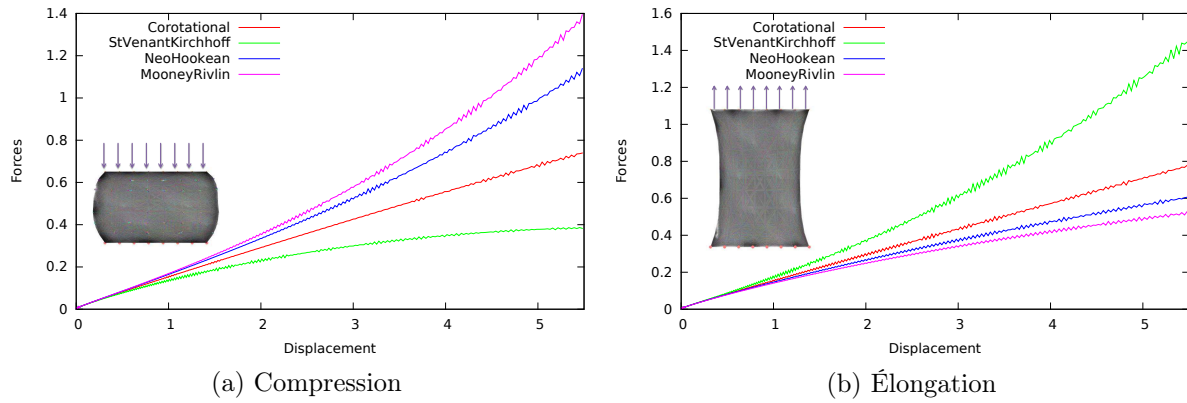 1.4
1.2
1
0.8
0.6
0.4
0.2
0
Forces
Corotational
StVenantKirchhoff
NeoHookean
MooneyRivlin
0 1 2 3 4 5
Displacement
(a) Compression
1.6
1.4
1.2
1
0.8
0.6
0.4
0.2
0
Forces
Corotational
StVenantKirchhoff
NeoHookean
MooneyRivlin
0 1 2 3 4 5
Displacement
(b) Élongation